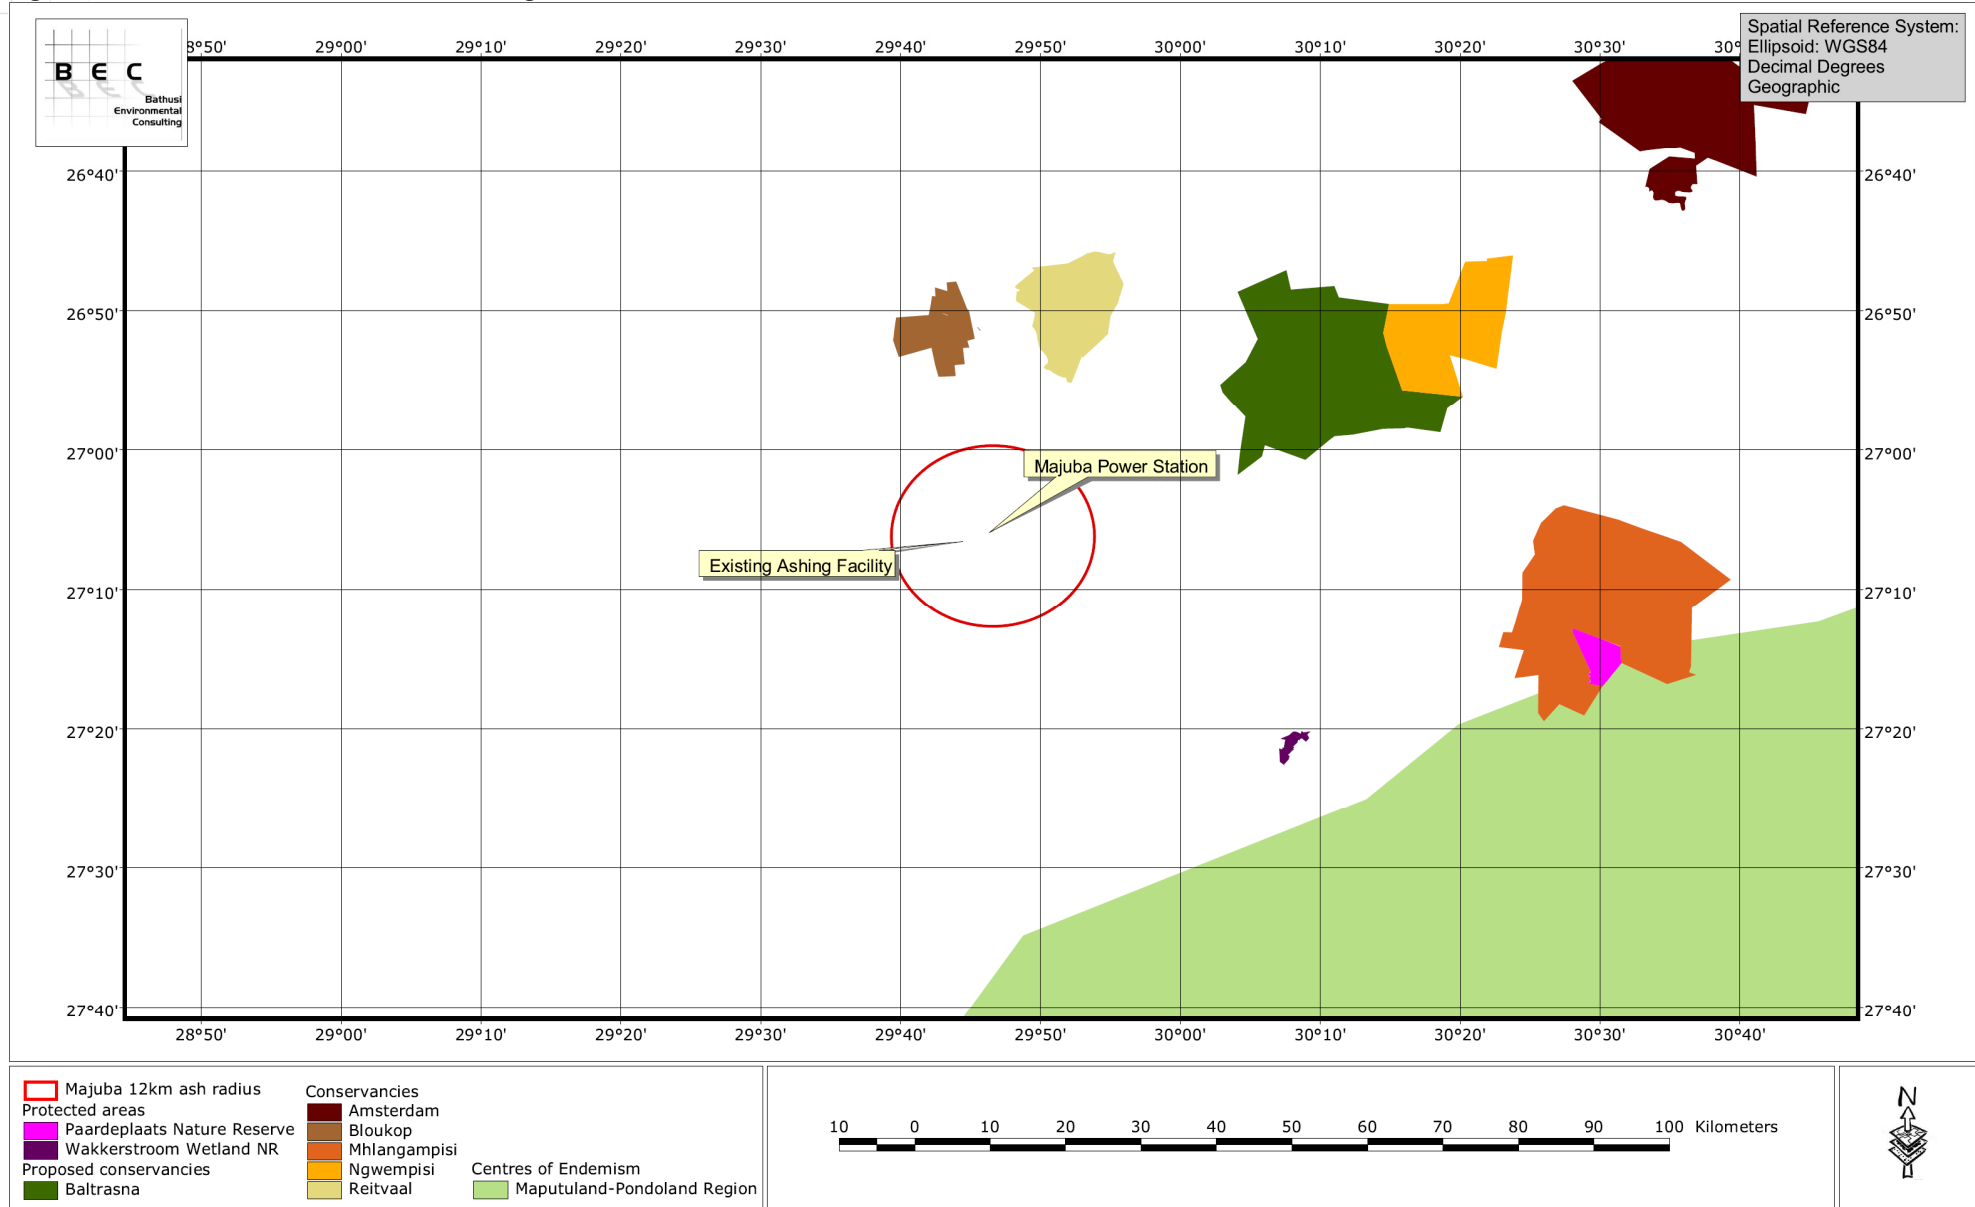 B E C
Bathusi
Environmental
Consulting
Spatial Reference System:
Ellipsoid: WGS84
Decimal Degrees
Geographic
8°50' 29°00' 29°10' 29°20' 29°30' 29°40' 29°50' 30°00' 30°10' 30°20' 30°30' 30°
26°40' 26°40'
26°50' 26°50'
27°00' 27°00'
Majuba Power Station
Existing Ashing Facility
27°10' 27°10'
27°20' 27°20'
27°30' 27°30'
27°40' 27°40'
28°50' 29°00' 29°10' 29°20' 29°30' 29°40' 29°50' 30°00' 30°10' 30°20' 30°30' 30°40'
Majuba 12km ash radius
Protected areas
Paardeplaats Nature Reserve
Wakkerstroom Wetland NR
Proposed conservancies
Baltrasna
Conservancies
Amsterdam
Bloukop
Mhlangampisi
Ngwempisi
Reitvaal
Centres of Endemism
Maputuland-Pondoland Region
10 0 10 20 30 40 50 60 70 80 90 100 Kilometers
N